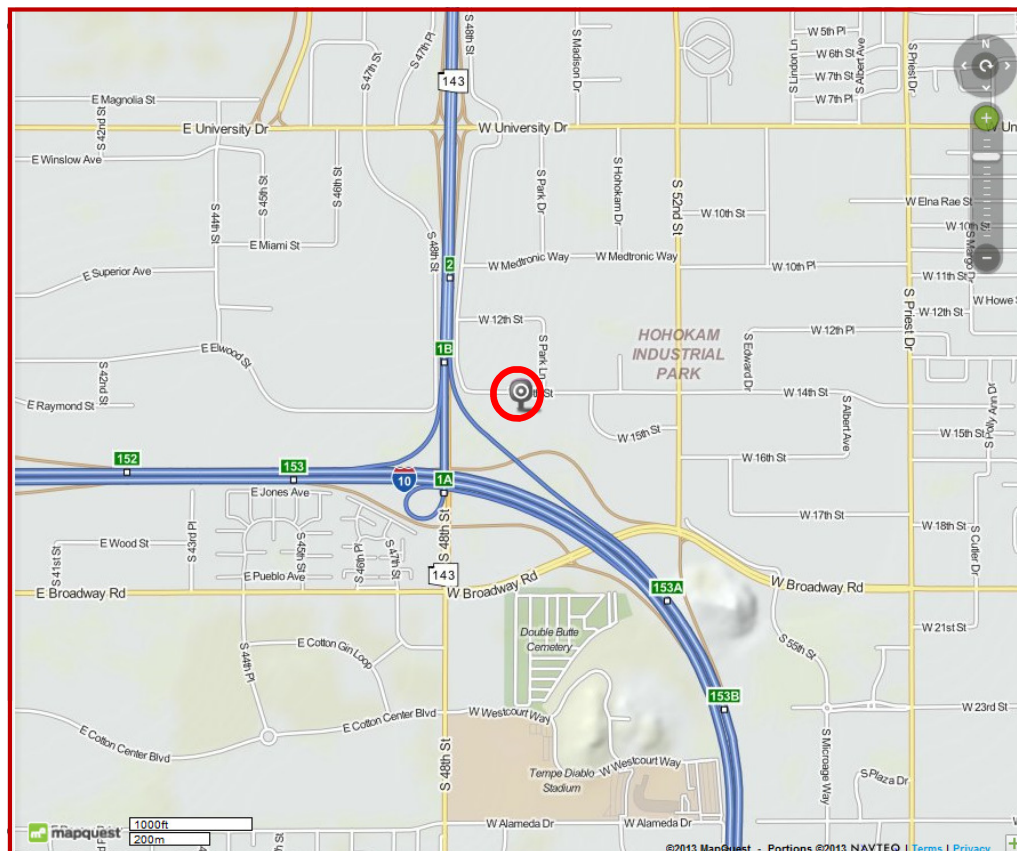 S 48th St
S 47th Pl
S 47th St
S Madison Dr
W 5th Pl
W 6th St
W 7th St
W 7th Pl
S Lindon Ln
S Albert Ave
S Priest Dr
N
143
E Magnolia St
S 42nd St
E University Dr
W University Dr
E Winslow Ave
S 45th St
S 46th St
S 44th St
S 48th St
E Miami St
E Superior Ave
S Park Dr
S Hohokam Dr
S 52nd St
W 10th St
W Elna Rae St
W 10th St
W Medtronic Way
W Medtronic Way
W 10th Pl
W 11th St
W Howe S
2
W 12th St
W 12th St
W 12th Pl
S Priest Dr
HOHOKAM
INDUSTRIAL
PARK
1B
E Elwood St
S 42nd St
S Park Ln
S Edward Dr
E Raymond St
W 14th St
S Albert Ave
S Holly Ann Dr
W 15th St
W 15th St
W 16th St
152
153
10
1A
E Jones Ave
W 17th St
W 18th St
S 43rd Pl
E Wood St
S 41st St
S 45th St
S 46th Pl
S 47th St
S 48th St
S Cutler Dr
E Pueblo Ave
143
E Broadway Rd
W Broadway Rd
W Broadway Rd
153A
Double Butte
Cemetery
W 21st St
S 55th St
E Cotton Gin Loop
S 44th Pl
153B
E Cotton Center Blvd
E Cotton Center Blvd
W Westcourt Way
W 23rd St
S 48th St
W Westcourt Way
Tempe Diablo
Stadium
S Microage Way
S Plaza Dr
mapquest
1000ft
200m
W Alameda Dr
W Alameda Dr
©2013 MapQuest - Portions ©2013 NAVTEQ | Terms | Privacy